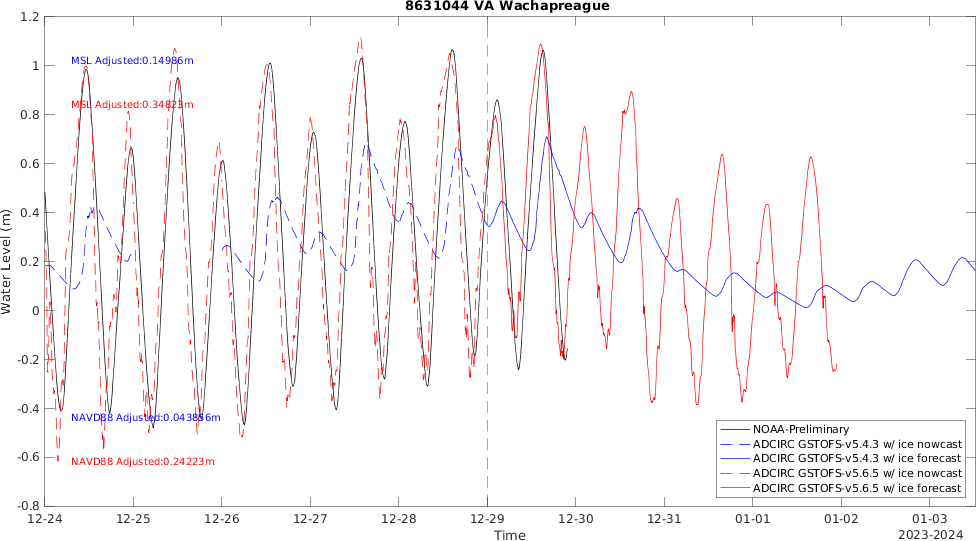 8631044 VA Wachapreague
1.2
1
0.8
0.6
0.4
0.2
0
-0.2
-0.4
-0.6
-0.8
Water Level (m)
MSL Adjusted:0.14986m
MSL Adjusted:0.34823m
NAVD88 Adjusted:0.043856m
NAVD88 Adjusted:0.24223m
NOAA-Preliminary
ADCIRC GSTOFS-v5.4.3 w/ ice nowcast
ADCIRC GSTOFS-v5.4.3 w/ ice forecast
ADCIRC GSTOFS-v5.6.5 w/ ice nowcast
ADCIRC GSTOFS-v5.6.5 w/ ice forecast
12-24 12-25 12-26 12-27 12-28 12-29 12-30 12-31 01-01 01-02 01-03
Time
2023-2024